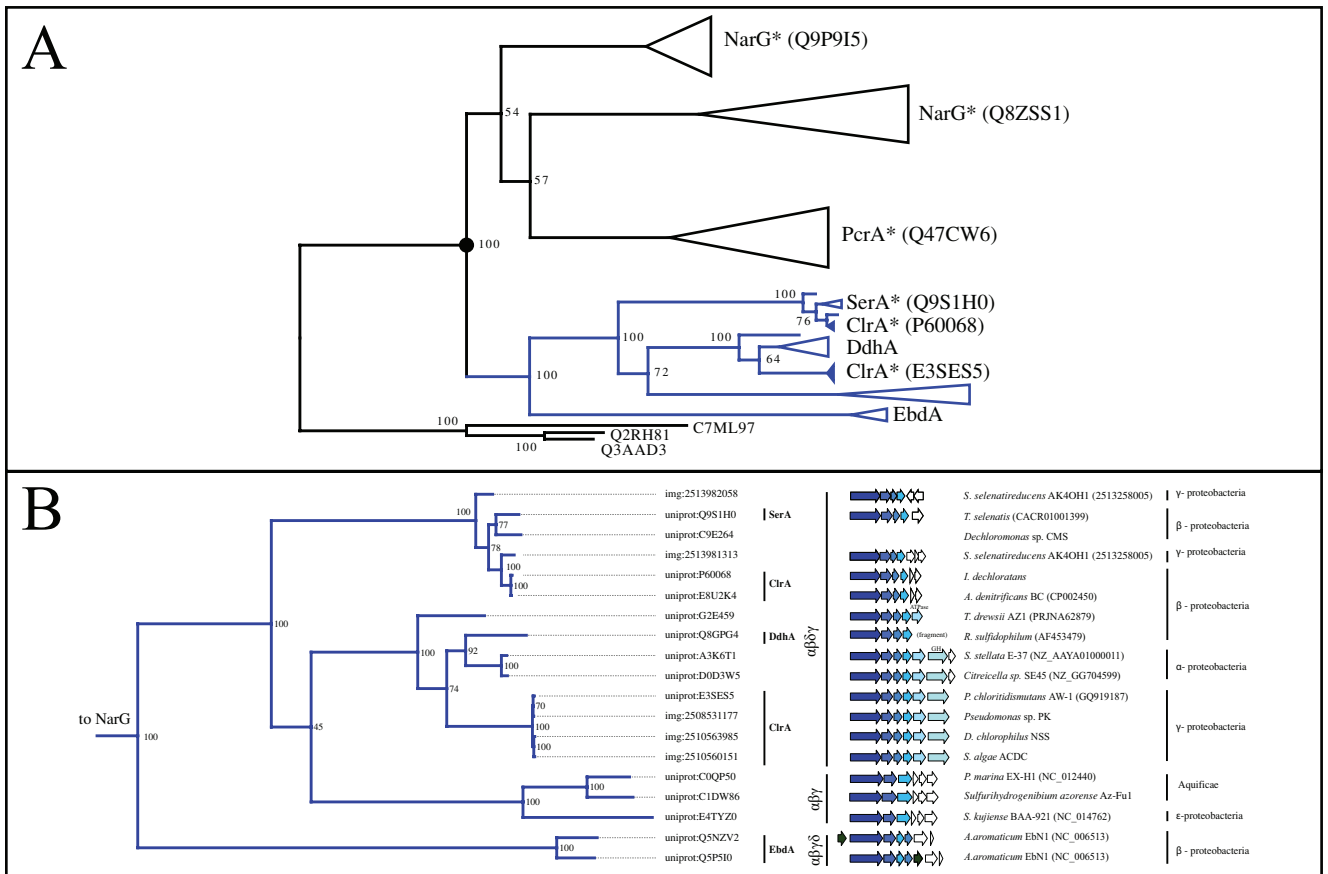 A
NarG* (Q9P9I5)
54
NarG* (Q8ZSS1)
57
PcrA* (Q47CW6)
100
100
SerA* (Q9S1H0)
76
ClrA* (P60068)
100
100
DdhA
64
ClrA* (E3SES5)
100
72
EbdA
100
C7ML97
Q2RH81
100
Q3AAD3
B
img:2513982058
S. selenatireducens AK4OH1 (2513258005)
γ- proteobacteria
100
uniprot:Q9S1H0
SerA
T. selenatis (CACR01001399)
77
β - proteobacteria
uniprot:C9E264
Dechloromonas sp. CMS
78
img:2513981313
S. selenatireducens AK4OH1 (2513258005)
γ- proteobacteria
100
uniprot:P60068
I. dechloratans
100
ClrA
uniprot:E8U2K4
A. denitrificans BC (CP002450)
β - proteobacteria
ATPase
uniprot:G2E459
T. drewsii AZ1 (PRJNA62879)
100
αβδγ
uniprot:Q8GPG4
DdhA
(fragment)
R. sulfidophilum (AF453479)
100
92
GH
uniprot:A3K6T1
S. stellata E-37 (NZ_AAYA01000011)
100
α- proteobacteria
uniprot:D0D3W5
Citreicella sp. SE45 (NZ_GG704599)
74
uniprot:E3SES5
P. chloritidismutans AW-1 (GQ919187)
70
img:2508531177
Pseudomonas sp. PK
to NarG
45
100
ClrA
γ- proteobacteria
100
img:2510563985
D. chlorophilus NSS
100
img:2510560151
S. algae ACDC
uniprot:C0QP50
P. marina EX-H1 (NC_012440)
100
Aquificae
uniprot:C1DW86
αβγ
Sulfurihydrogenibium azorense Az-Fu1
100
uniprot:E4TYZ0
S. kujiense BAA-921 (NC_014762)
ε-proteobacteria
uniprot:Q5NZV2
A.aromaticum EbN1 (NC_006513)
100
EbdA
αβγδ
β - proteobacteria
uniprot:Q5P5I0
A.aromaticum EbN1 (NC_006513)